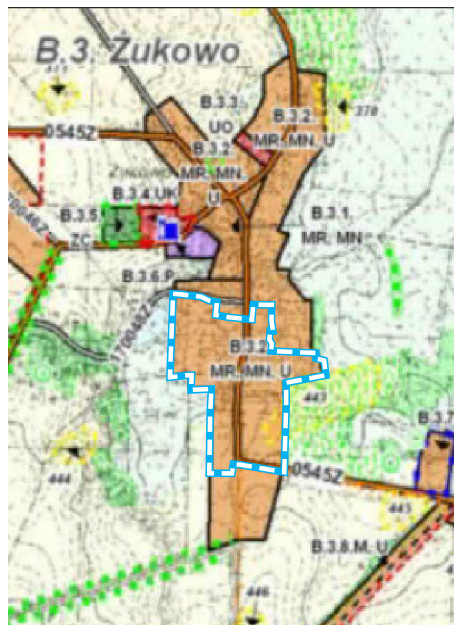 B.3. Żukowo
B.3.3.
UO
B.3.2.
MR. MN. U
378
0545Z
B.3.2
MR. MN.
U
B.3.4.UK
B.3.5
ZC
B.3.1.
MR. MN
B.3.6.P
B.3.2
MR. MN. U
443
B.3.7
0545Z
444
443
B.3.8.M. U
446